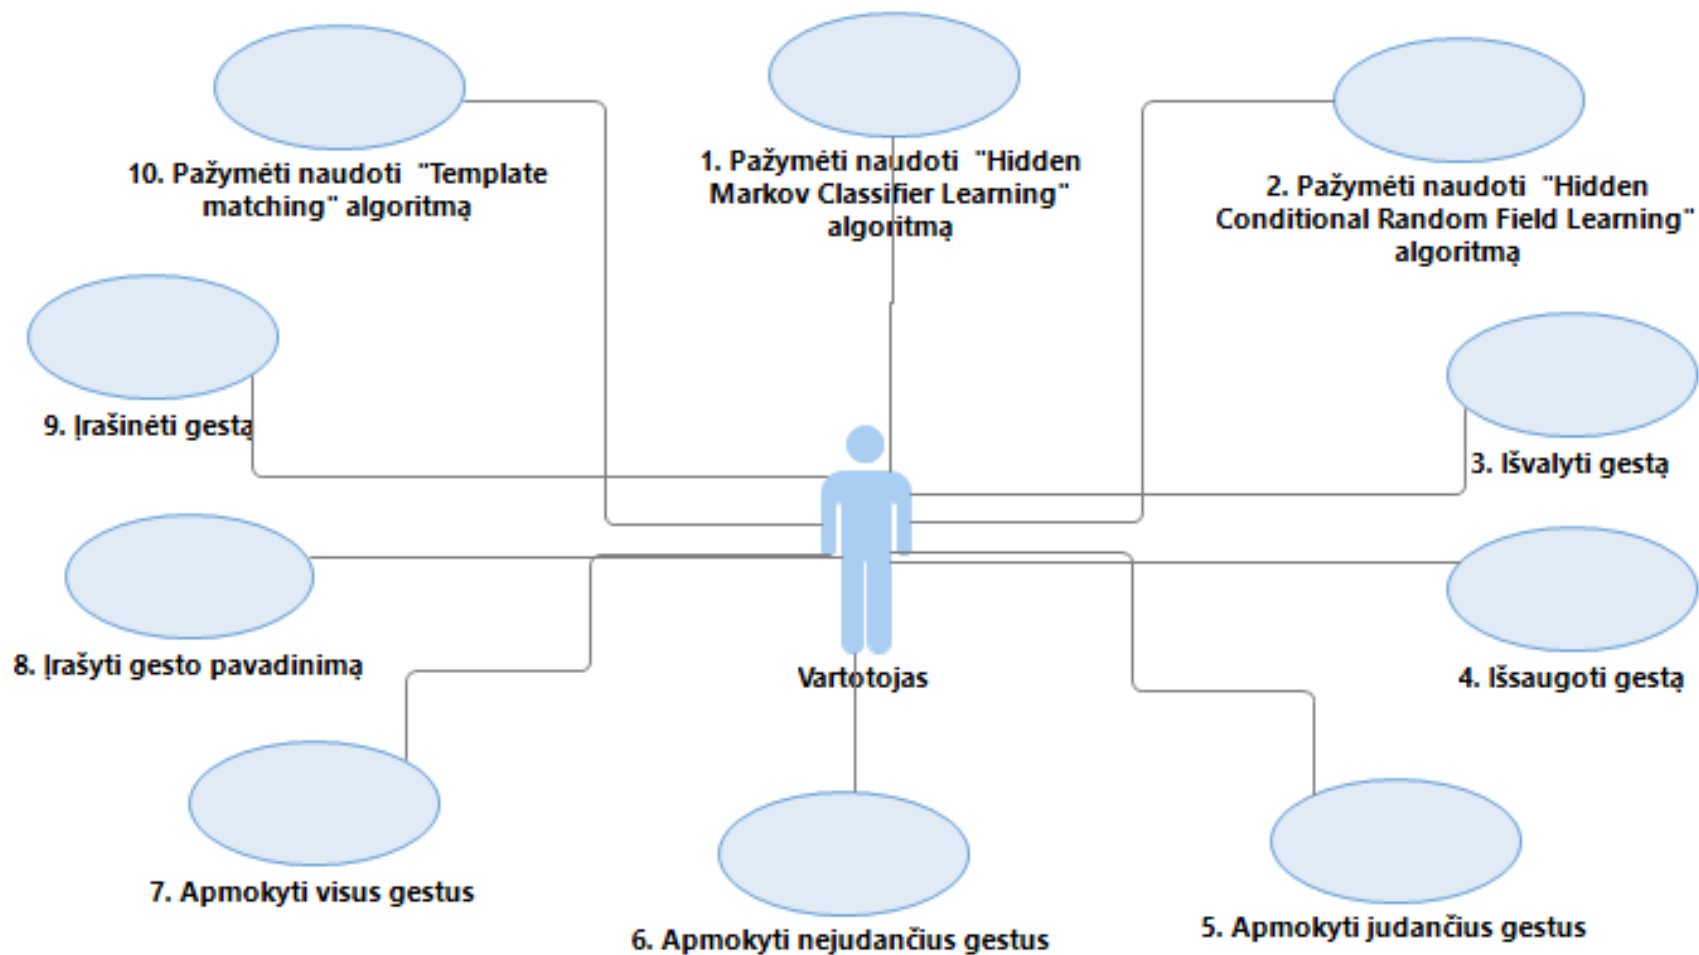 10. Pažymėti naudoti "Template
matching" algoritmą
1. Pažymėti naudoti "Hidden
Markov Classifier Learning"
algoritmą
2. Pažymėti naudoti "Hidden
Conditional Random Field Learning"
algoritmą
9. Įrašinėti gestą
3. Išvalyti gestą
8. Įrašyti gesto pavadinimą
Vartotojas
4. Išsaugoti gestą
7. Apmokyti visus gestus
6. Apmokyti nejudančius gestus
5. Apmokyti judančius gestus